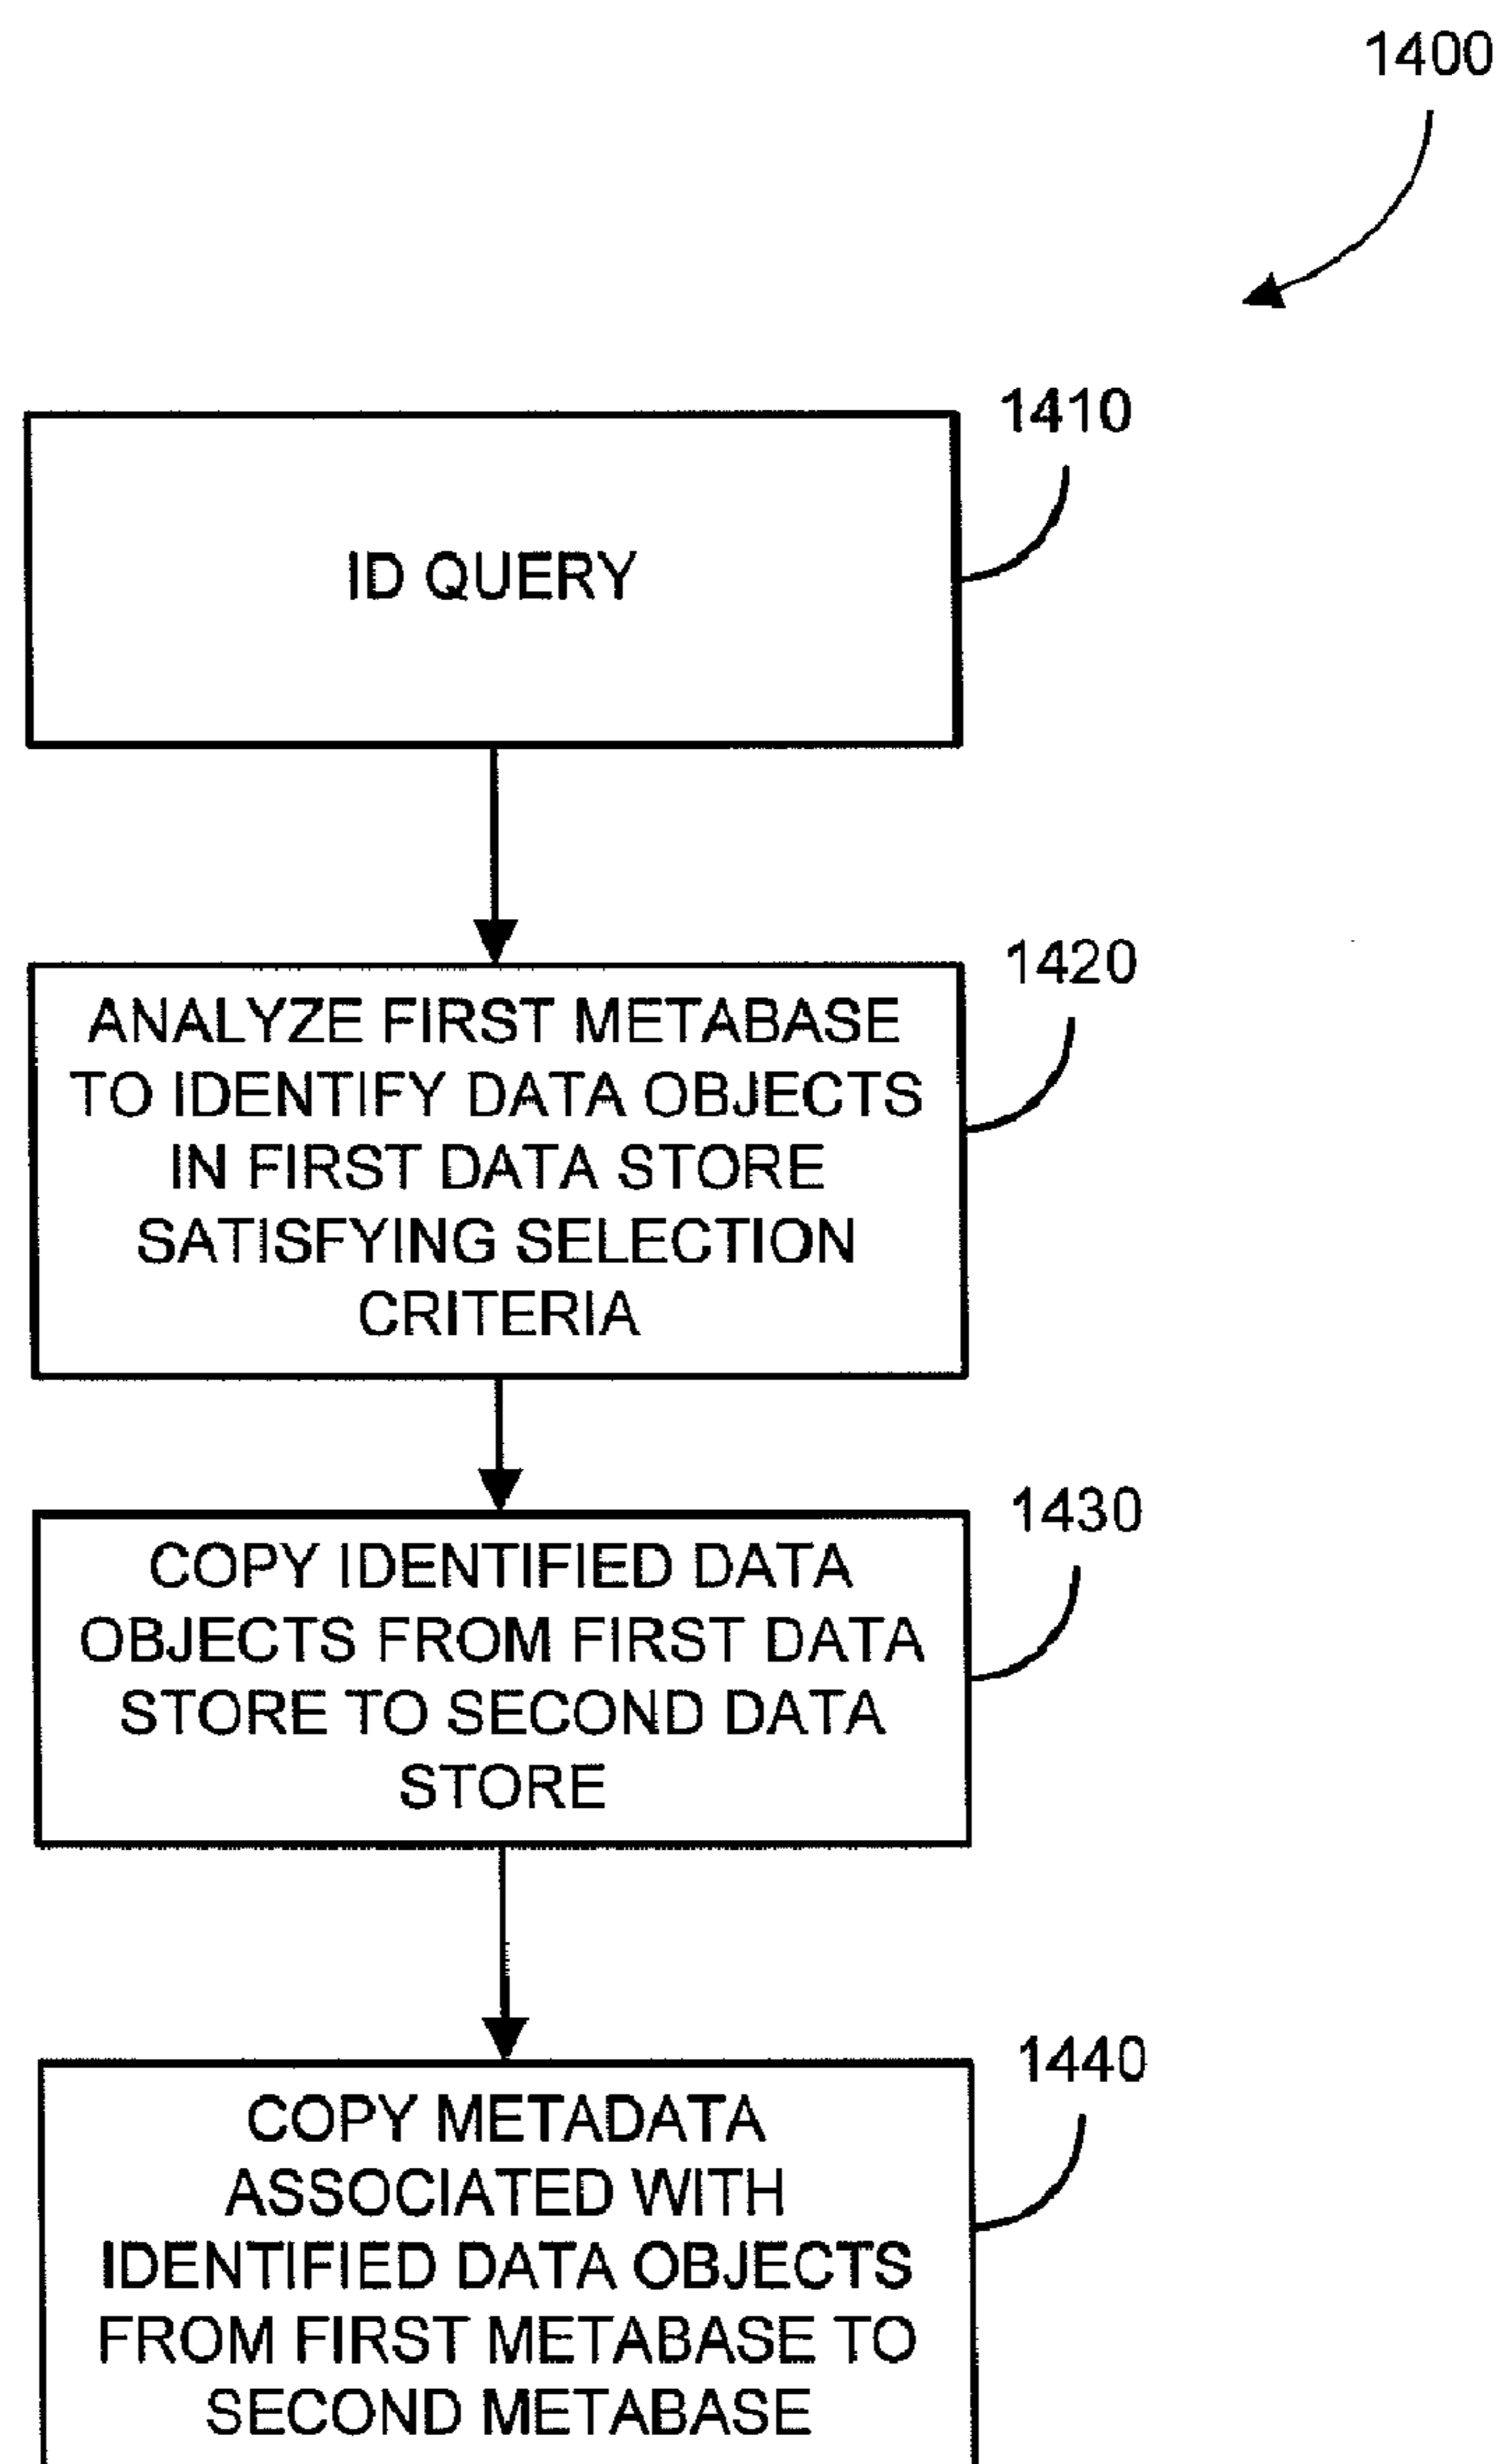 1400
1410
ID QUERY
1420
ANALYZE FIRST METABASE
TO IDENTIFY DATA OBJECTS
IN FIRST DATA STORE
SATISFYING SELECTION
CRITERIA
1430
COPY IDENTIFIED DATA
OBJECTS FROM FIRST DATA
STORE TO SECOND DATA
STORE
1440
COPY METADATA
ASSOCIATED WITH
IDENTIFIED DATA OBJECTS
FROM FIRST METABASE TO
SECOND METABASE